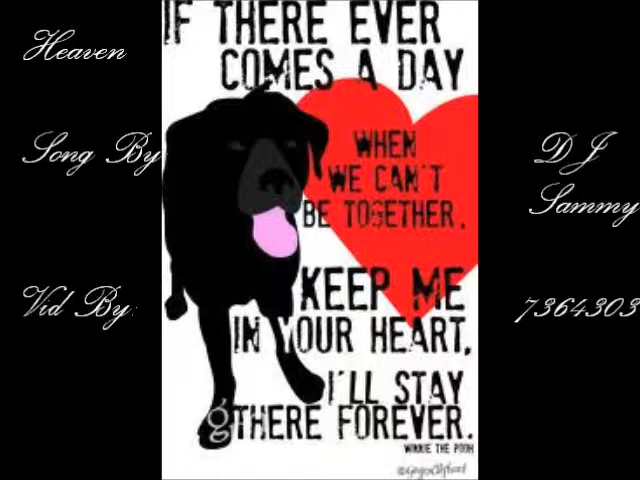 Heaven
Song By
Vid By:
IF THERE EVER
COMES A DAY
WHEN
WE CAN'T
BE TOGETHER.
KEEP ME
IN YOUR HEART,
I'LL STAY
g THERE FOREVER.
WINNIE THE POOH
DJ
Sammy
7364303